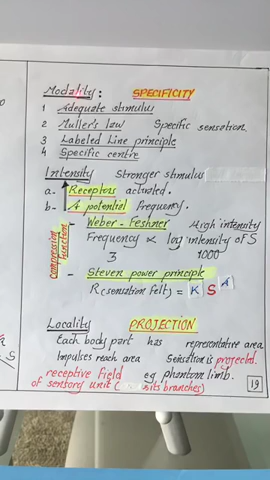 Modality: SPECIFICITY
1 Adequate stimulus
2 Muller's law Specific sensation.
3 Labeled Line principle
4 Specific centre
Intensity Stronger stimulus
a. Receptors activated.
b- A potential frequency.
- Weber - Feshner High intensity
Compression function
Frequency ∝ log intensity of S
3 1000
- Steven power principle
R (sensation felt) = K S A
Locality PROJECTION
Each body part has representative area
Impulses reach area Sensation is projected.
receptive field eg phantom limb.
of sensory unit ( its branches)
19
S